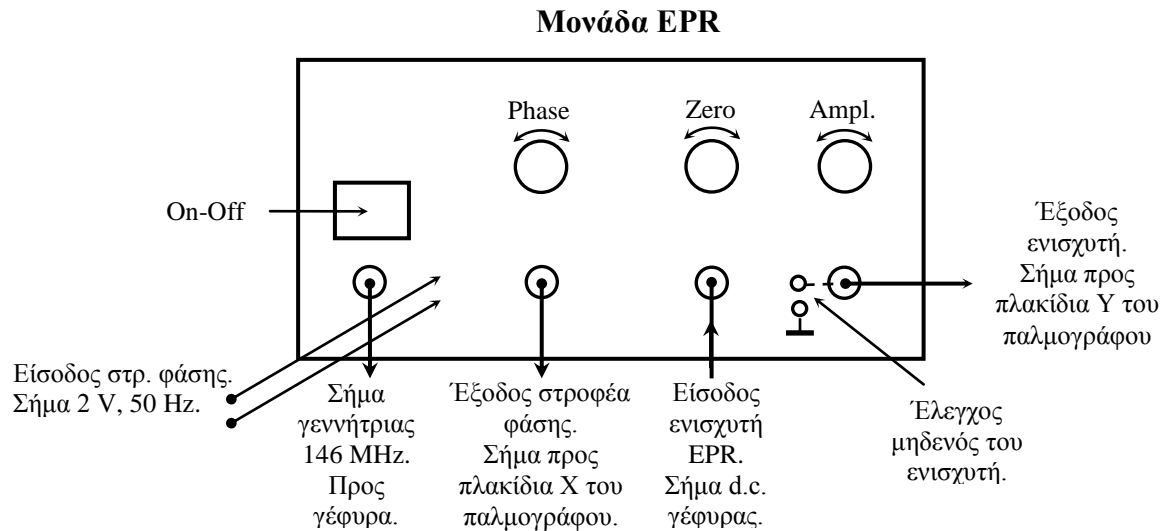 Μονάδα EPR
Phase
Zero
Ampl.
On-Off
Έξοδος
ενισχυτή.
Σήμα προς
πλακίδια Y του
παλμογράφου
Είσοδος στρ. φάσης.
Σήμα 2 V, 50 Hz.
Σήμα
γεννήτριας
146 MHz.
Προς
γέφυρα.
Έξοδος στροφέα
φάσης.
Σήμα προς
πλακίδια X του
παλμογράφου.
Είσοδος
ενισχυτή
EPR.
Σήμα d.c.
γέφυρας.
Έλεγχος
μηδενός του
ενισχυτή.